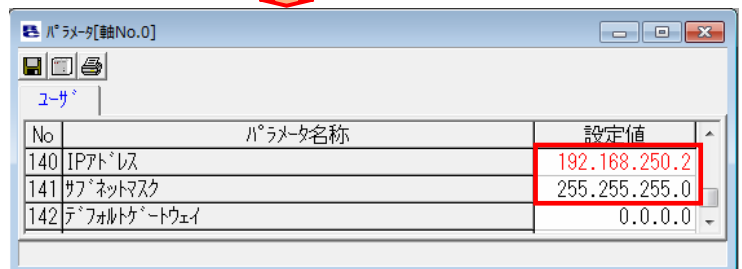 ﾊﾟﾗﾒｰﾀ[軸No.0]
ﾕｰｻﾞ
No ﾊﾟﾗﾒｰﾀ名称 設定値
140 IPｱﾄﾞﾚｽ 192.168.250.2
141 ｻﾌﾞﾈｯﾄﾏｽｸ 255.255.255.0
142 ﾃﾞﾌｫﾙﾄｹﾞｰﾄｳｪｲ 0.0.0.0